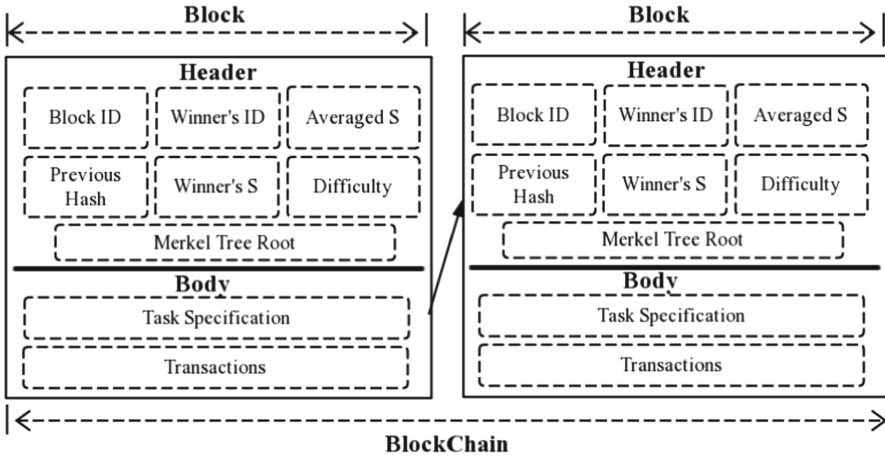 Block
Block
Header
Block ID
Winner's ID
Averaged S
Previous
Hash
Winner's S
Difficulty
Merkel Tree Root
Body
Task Specification
Transactions
Header
Block ID
Winner's ID
Averaged S
Previous
Hash
Winner's S
Difficulty
Merkel Tree Root
Body
Task Specification
Transactions
BlockChain